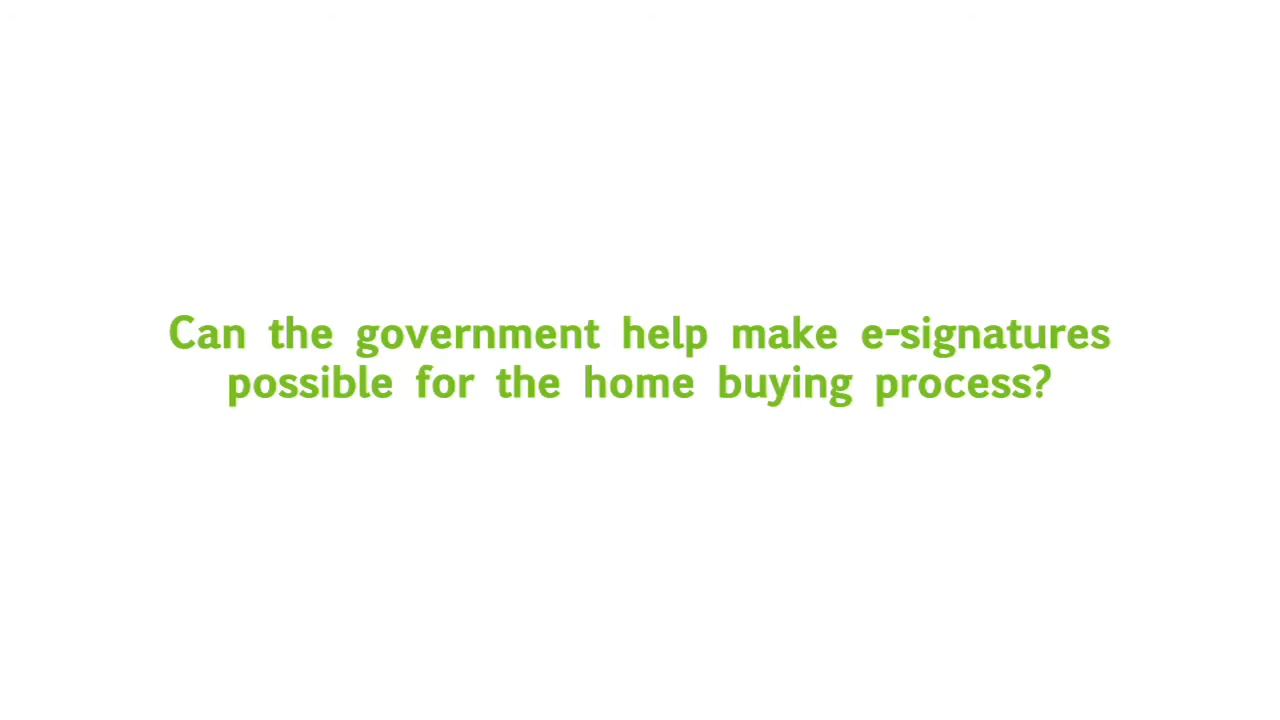 Can the government help make e-signatures
possible for the home buying process?